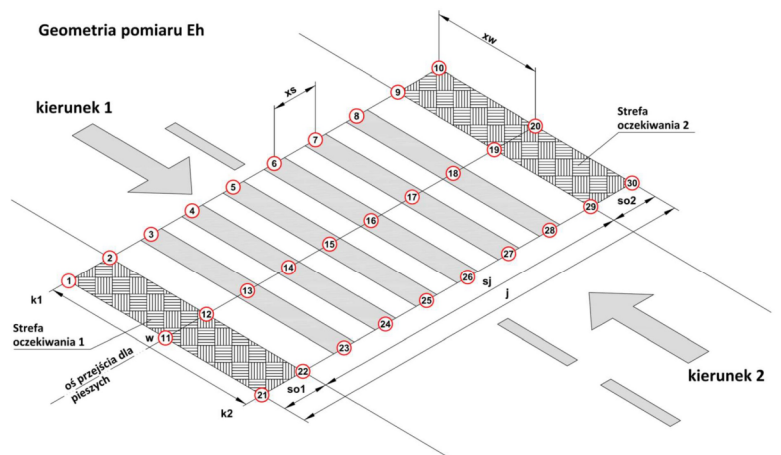 Geometria pomiaru Eh
kierunek 1
xs
xw
10
9
8
7
6
5
4
3
2
1
20
19
18
17
16
15
14
13
12
11
30
29
28
27
26
25
24
23
22
21
Strefa
oczekiwania 2
so2
sj
j
k1
Strefa
oczekiwania 1
w
oś przejścia dla
pieszych
k2
so1
kierunek 2